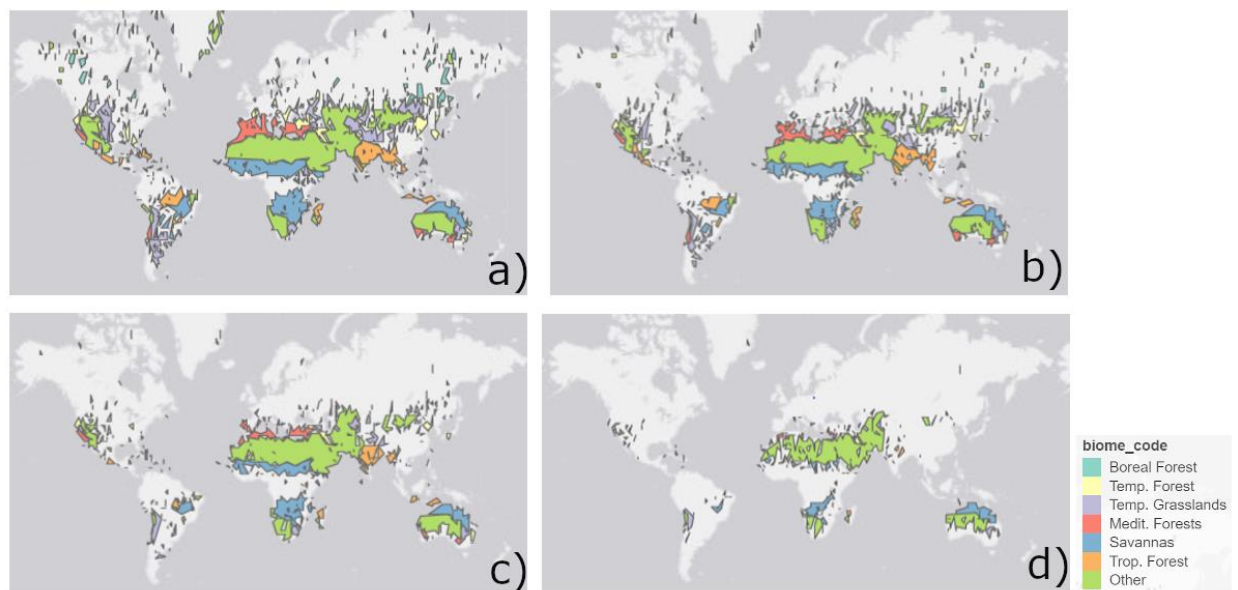 a)
b)
c)
d)
biome_code
Boreal Forest
Temp. Forest
Temp. Grasslands
Medit. Forests
Savannas
Trop. Forest
Other